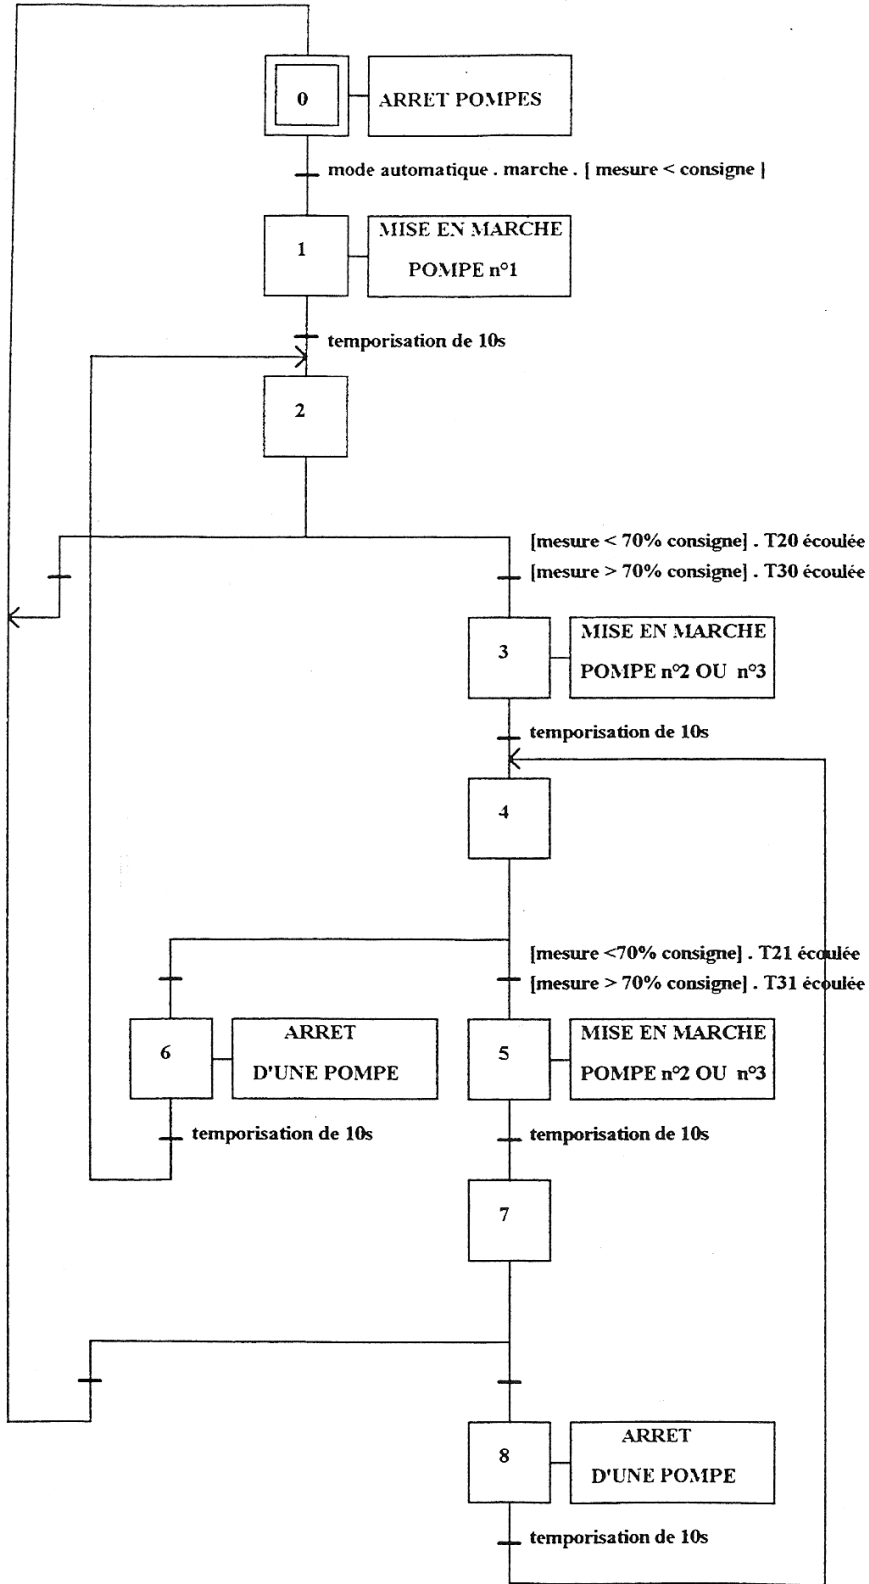 0
ARRET POMPES
mode automatique . marche . [ mesure < consigne ]
1
MISE EN MARCHE
POMPE n°1
temporisation de 10s
2
[mesure < 70% consigne] . T20 écoulée
[mesure > 70% consigne] . T30 écoulée
3
MISE EN MARCHE
POMPE n°2 OU n°3
temporisation de 10s
4
[mesure <70% consigne] . T21 écoulée
[mesure > 70% consigne] . T31 écoulée
6
ARRET
D'UNE POMPE
5
MISE EN MARCHE
POMPE n°2 OU n°3
temporisation de 10s
temporisation de 10s
7
8
ARRET
D'UNE POMPE
temporisation de 10s